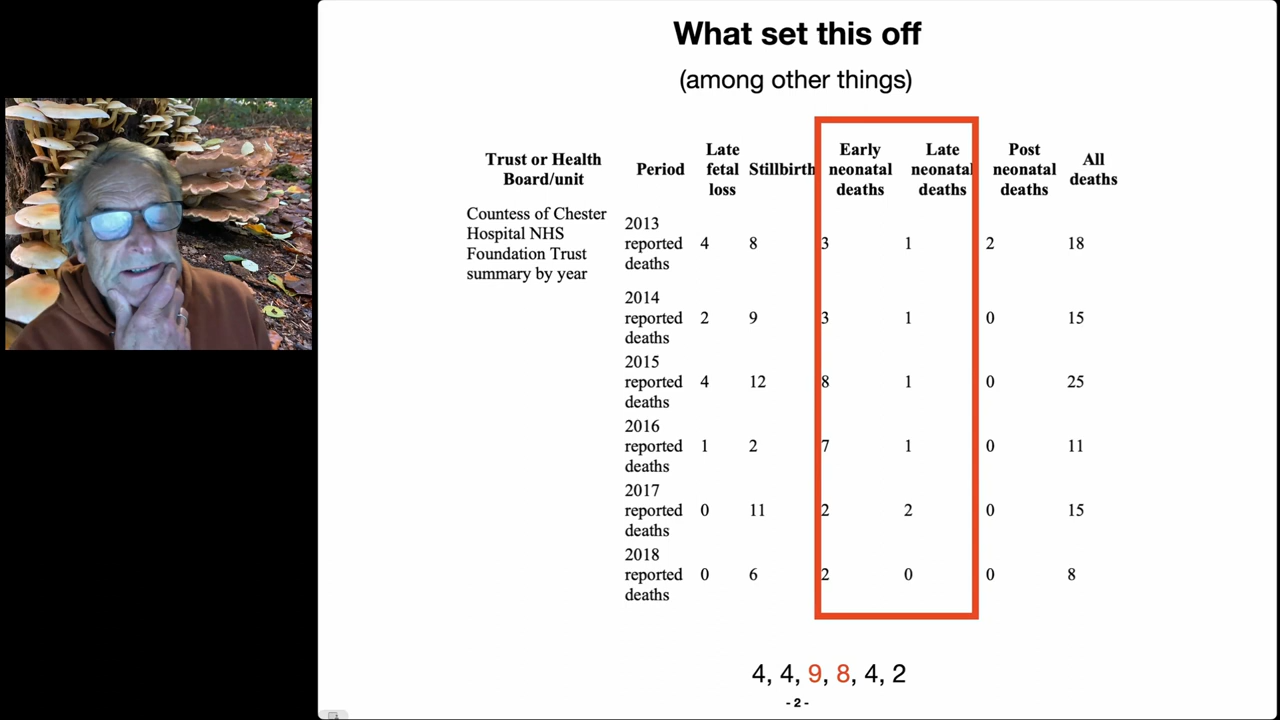 What set this off
(among other things)
Trust or Health
Board/unit
Period
Late
fetal
loss
Stillbirth
Early
neonatal
deaths
Late
neonatal
deaths
Post
neonatal
deaths
All
deaths
Countess of Chester
Hospital NHS
Foundation Trust
summary by year
2013
reported 4 8 3 1 2 18
deaths
2014
reported 2 9 3 1 0 15
deaths
2015
reported 4 12 8 1 0 25
deaths
2016
reported 1 2 7 1 0 11
deaths
2017
reported 0 11 2 2 0 15
deaths
2018
reported 0 6 2 0 0 8
deaths
4, 4, 9, 8, 4, 2
- 2 -